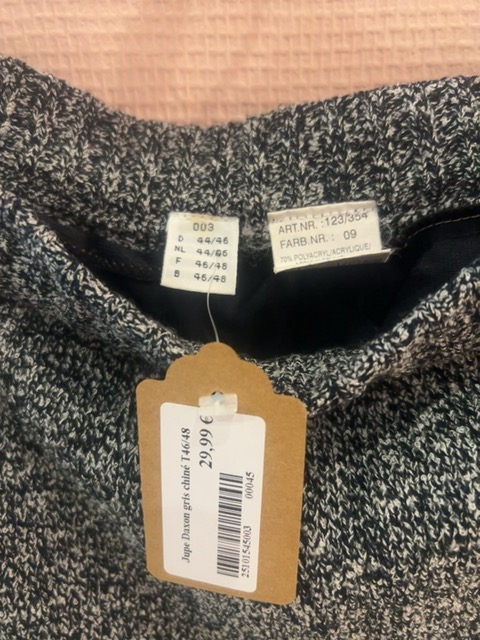 003
D 44/46
NL 44/46
F 46/48
B 46/48
ART.NR. :123/354
FARB.NR. : 09
70% POLYACRYL/ACRYLIQUE/
Jupe Daxon gris chiné T46/48
29,99 €
25101545003 00045